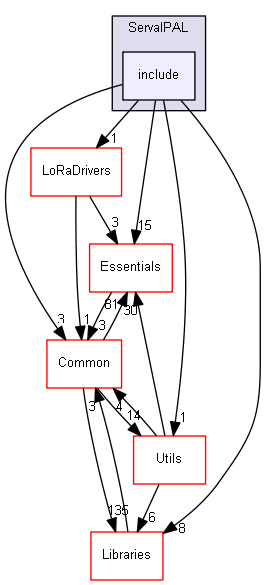 ServalPAL
include
1
LoRaDrivers
3
15
Essentials
81
30
3
1
3
Common
3
4
14
1
Utils
135
6
8
Libraries